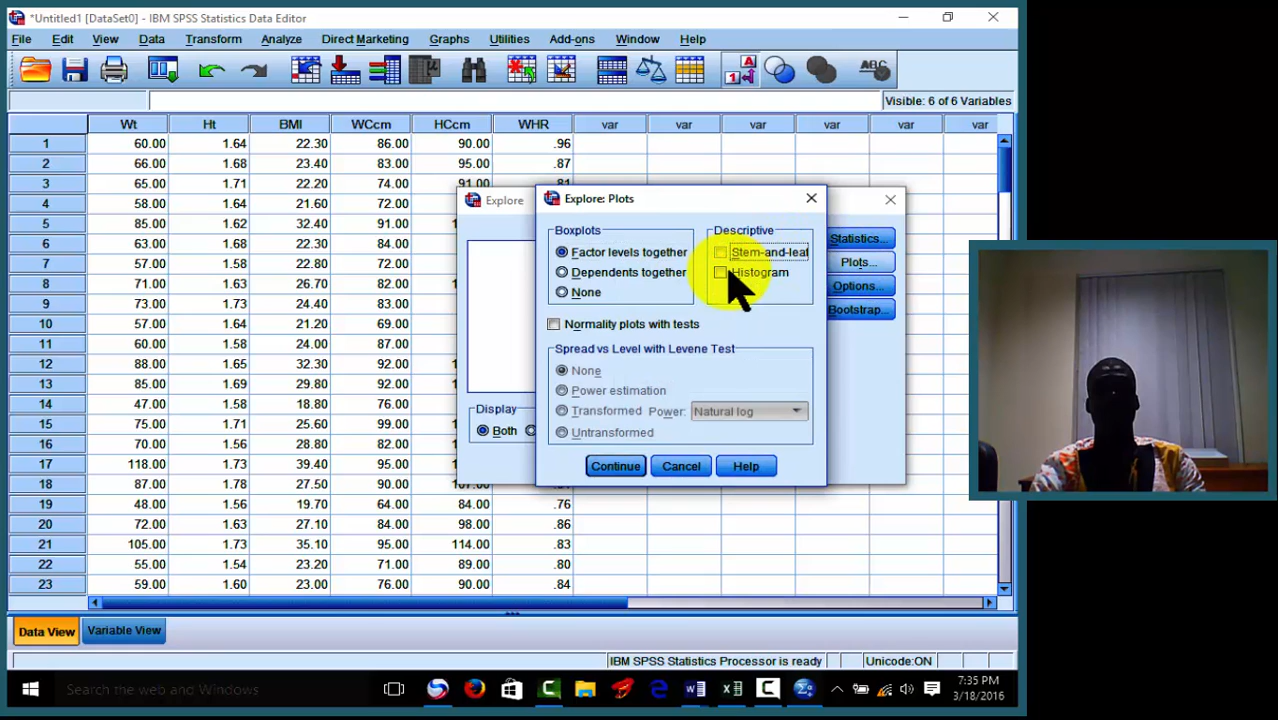 *Untitled1 [DataSet0] - IBM SPSS Statistics Data Editor
File Edit View Data Transform Analyze Direct Marketing Graphs Utilities Add-ons Window Help
Visible: 6 of 6 Variables
Wt Ht BMI WCcm HCcm WHR var var var var var var
1 60.00 1.64 22.30 86.00 90.00 .96
2 66.00 1.68 23.40 83.00 95.00 .87
3 65.00 1.71 22.20 74.00 91.00 .81
4 58.00 1.64 21.60 72.00
5 85.00 1.62 32.40 91.00
6 63.00 1.68 22.30 84.00
8 71.00 1.63 26.70 82.00
9 73.00 1.73 24.40 83.00
10 57.00 1.64 21.20 69.00
11 61.00 1.58 24.00 87.00
12 88.00 1.65 32.30 92.00
13 85.00 1.69 29.80 92.00
14 47.00 1.58 18.80 76.00
15 75.00 1.71 25.60 99.00
16 70.00 1.56 28.80 82.00
17 118.00 1.73 39.40 95.00
18 87.00 1.78 27.50 90.00
19 48.00 1.56 19.70 64.00 84.00 .76
20 72.00 1.63 27.10 84.00 98.00 .86
21 105.00 1.73 35.10 95.00 114.00 .83
22 55.00 1.54 23.20 71.00 89.00 .80
23 59.00 1.60 23.00 76.00 90.00 .84
Explore
Statistics...
Plots...
Options...
Bootstrap...
Display
Both
Explore: Plots
Boxplots
Factor levels together
Dependents together
None
Descriptive
Stem-and-leaf
Histogram
Normality plots with tests
Spread vs Level with Levene Test
None
Power estimation
Transformed Power: Natural log
Untransformed
Continue Cancel Help
Data View Variable View
IBM SPSS Statistics Processor is ready Unicode:ON
Search the web and Windows
7:35 PM
3/18/2016